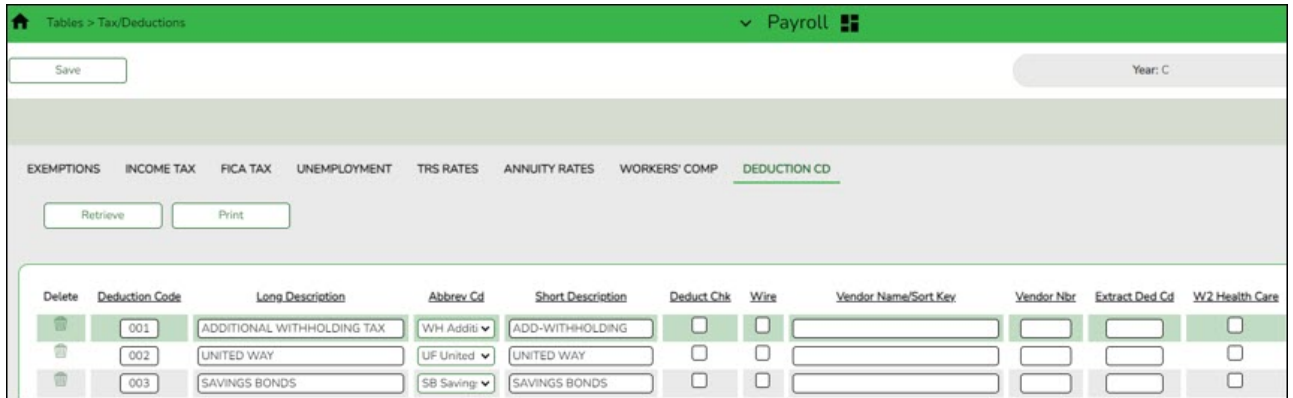 Tables > Tax/Deductions
Payroll
Save
Year: C
EXEMPTIONS INCOME TAX FICA TAX UNEMPLOYMENT TRS RATES ANNUITY RATES WORKERS' COMP DEDUCTION CD
Retrieve Print
Delete Deduction Code Long Description Abbrev Cd Short Description Deduct Chk Wire Vendor Name/Sort Key Vendor Nbr Extract Ded Cd W2 Health Care
001 ADDITIONAL WITHHOLDING TAX WH Additi ADD-WITHHOLDING
002 UNITED WAY UF United UNITED WAY
003 SAVINGS BONDS SB Saving: SAVINGS BONDS